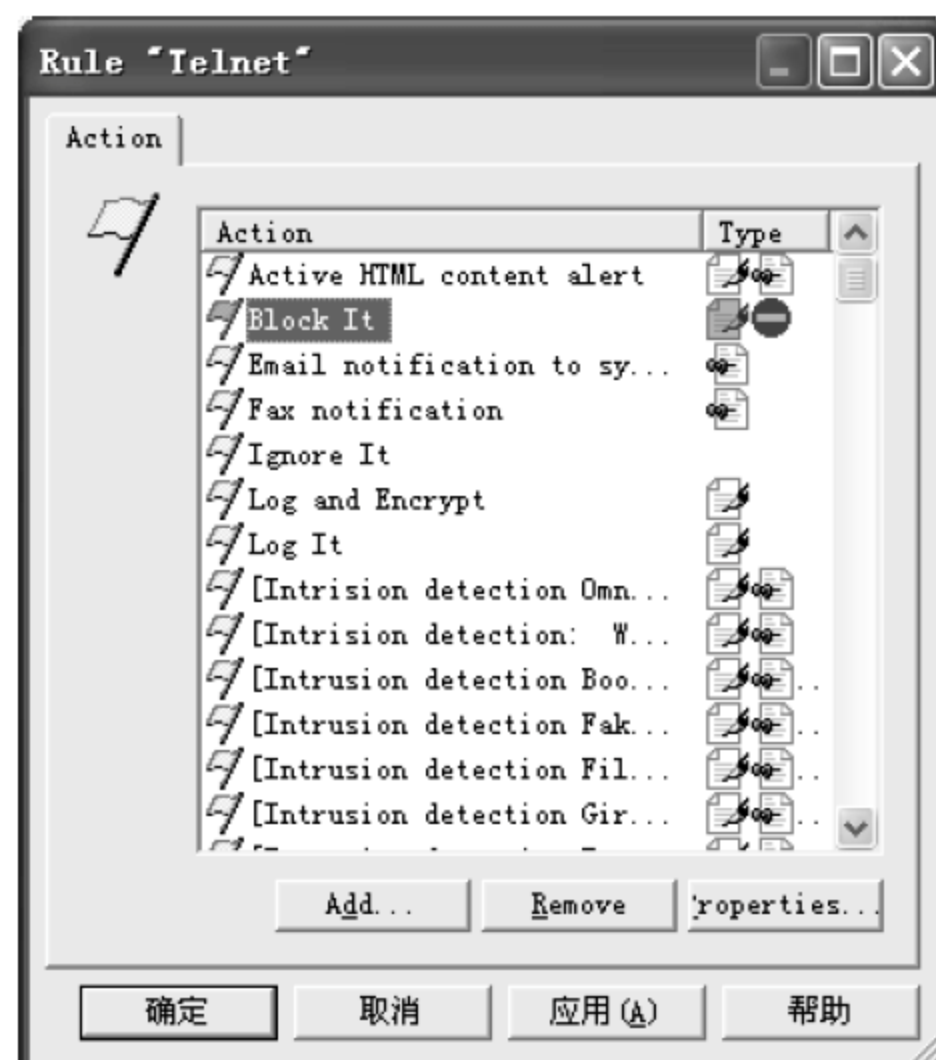 Rule "Telnet"
Action
Action Type
Active HTML content alert
Block It
Email notification to sy...
Fax notification
Ignore It
Log and Encrypt
Log It
[Intrision detection Omn...
[Intrision detection: W...
[Intrusion detection Boo... ..
[Intrusion detection Fak... ..
[Intrusion detection Fil... ..
[Intrusion detection Gir... ..
Add... Remove roperties...
确定 取消 应用(A) 帮助